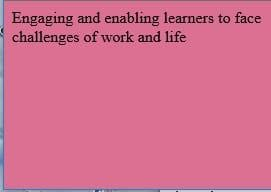 Engaging and enabling learners to face
challenges of work and life